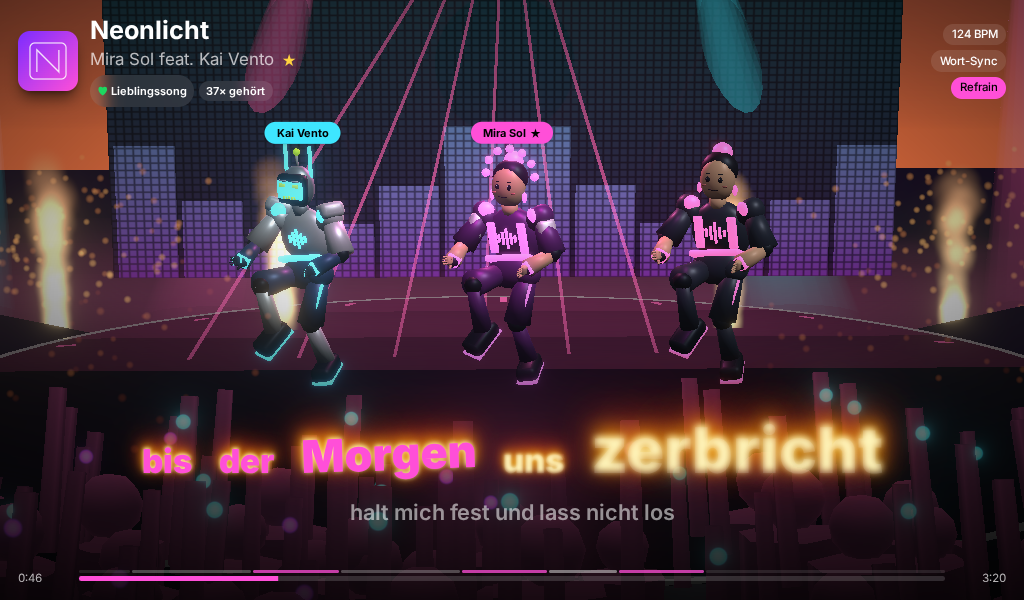 N
Neonlicht
Mira Sol feat. Kai Vento ★
Lieblingssong
37× gehört
124 BPM
Wort-Sync
Refrain
Kai Vento
Mira Sol ★
bis der Morgen uns zerbricht
halt mich fest und lass nicht los
0:46
3:20